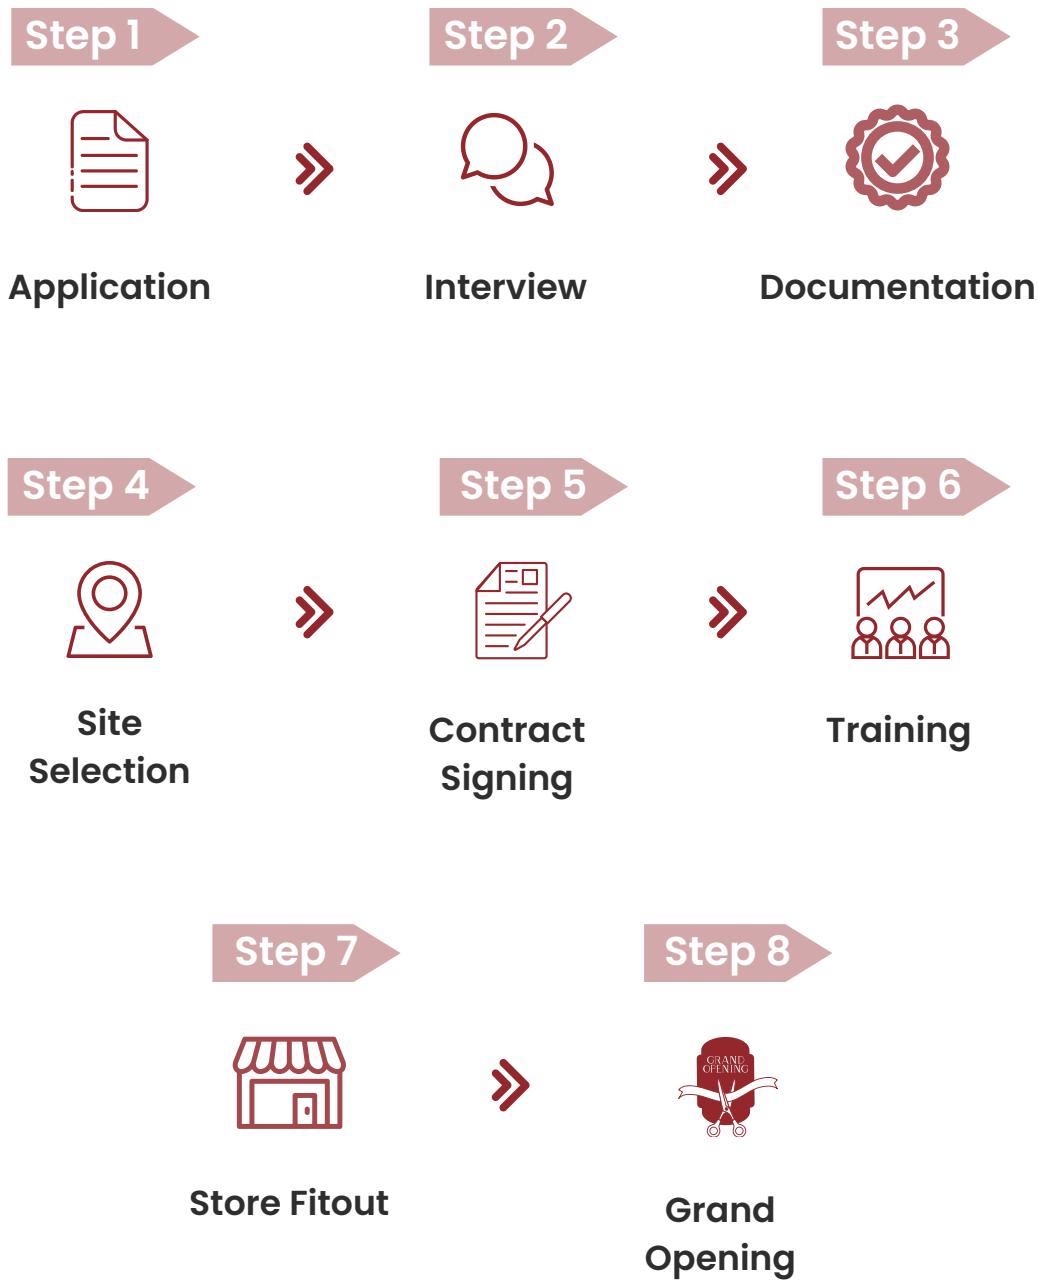 Step 1
Step 2
Step 3
Application
Interview
Documentation
Step 4
Step 5
Step 6
Site
Selection
Contract
Signing
Training
Step 7
Step 8
GRAND
OPENING
Store Fitout
Grand
Opening